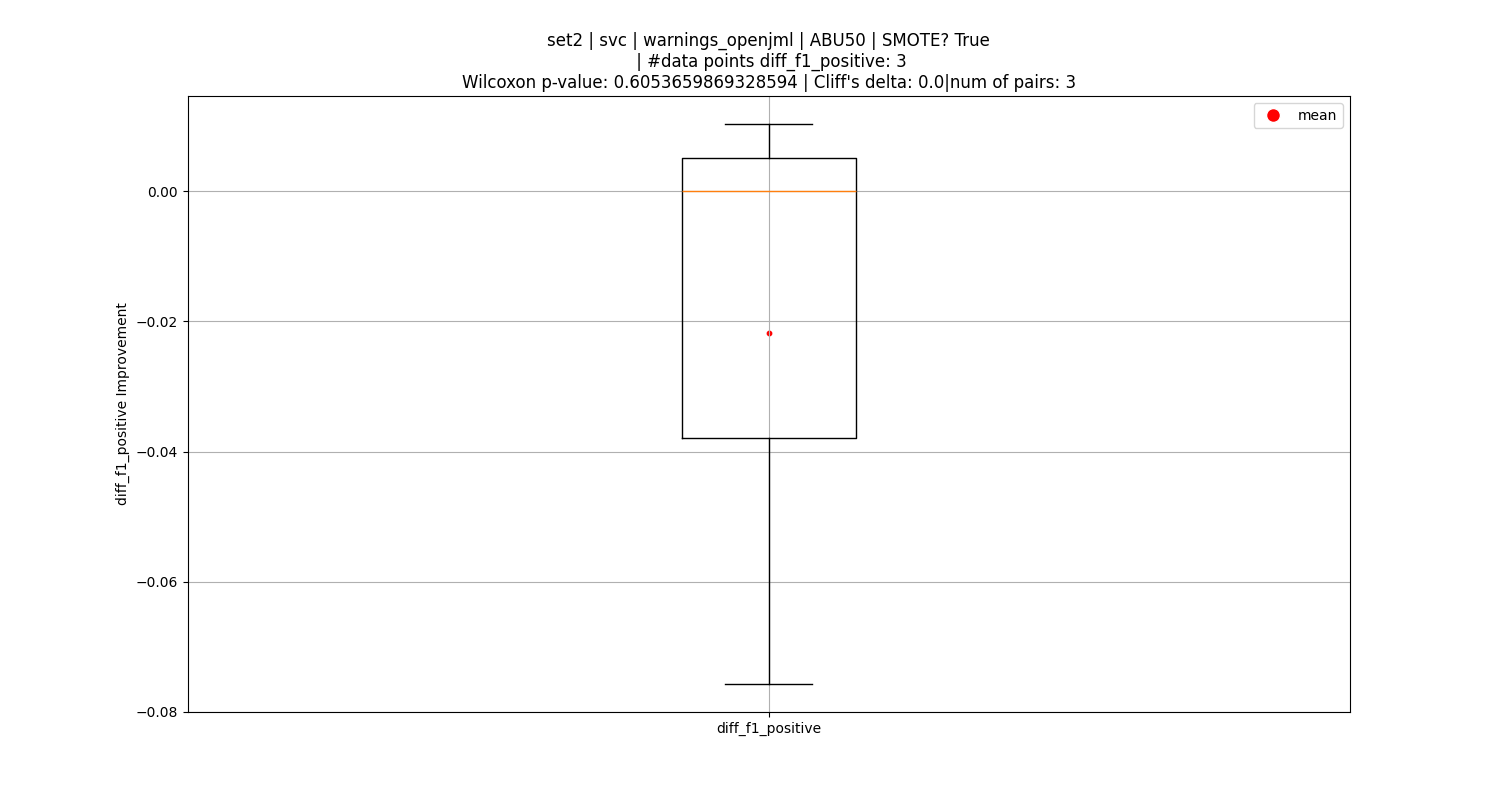 set2 | svc | warnings_openjml | ABU50 | SMOTE? True
| #data points diff_f1_positive: 3
Wilcoxon p-value: 0.6053659869328594 | Cliff's delta: 0.0|num of pairs: 3
mean
0.00
−0.02
−0.04
−0.06
−0.08
diff_f1_positive Improvement
diff_f1_positive